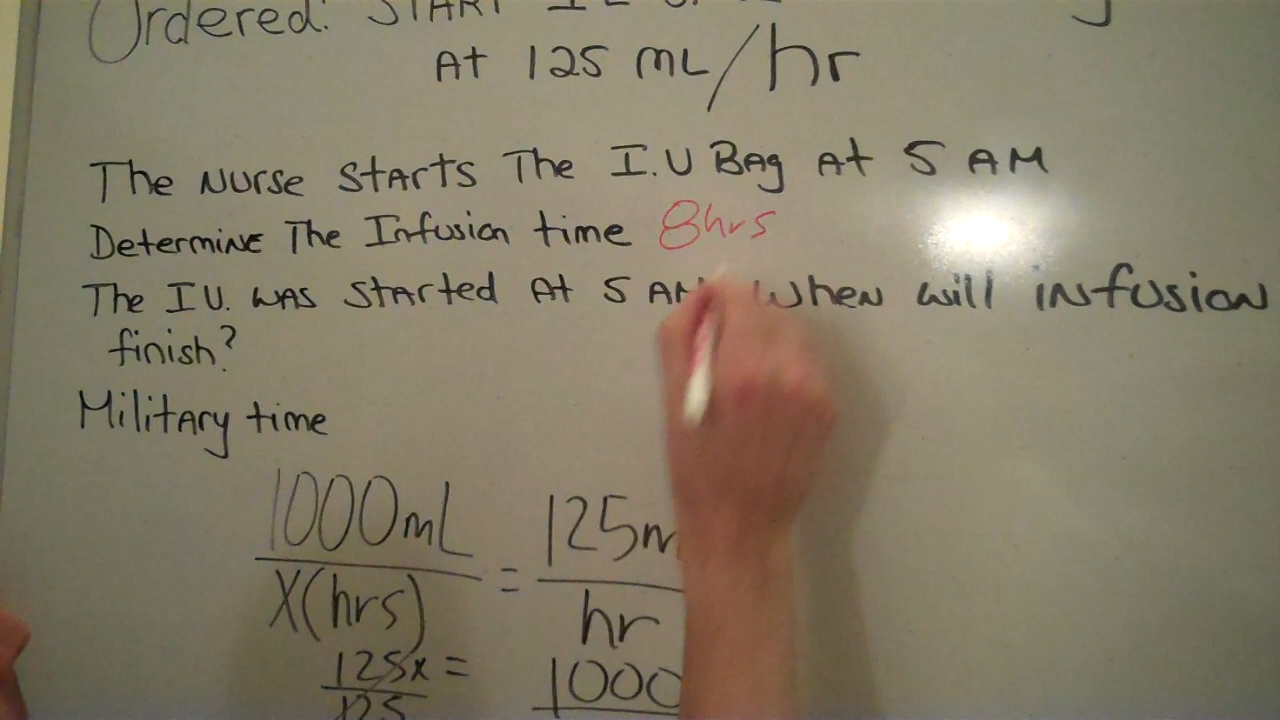 Ordered: START 1L
At 125 mL/hr
The Nurse Starts The I.U Bag At 5 AM
Determine The Infusion time 8hrs
The I U. was Started At 5 AM When will infusion
finish?
Military time
1000mL = 125m
X(hrs) hr
125x = 1000
125